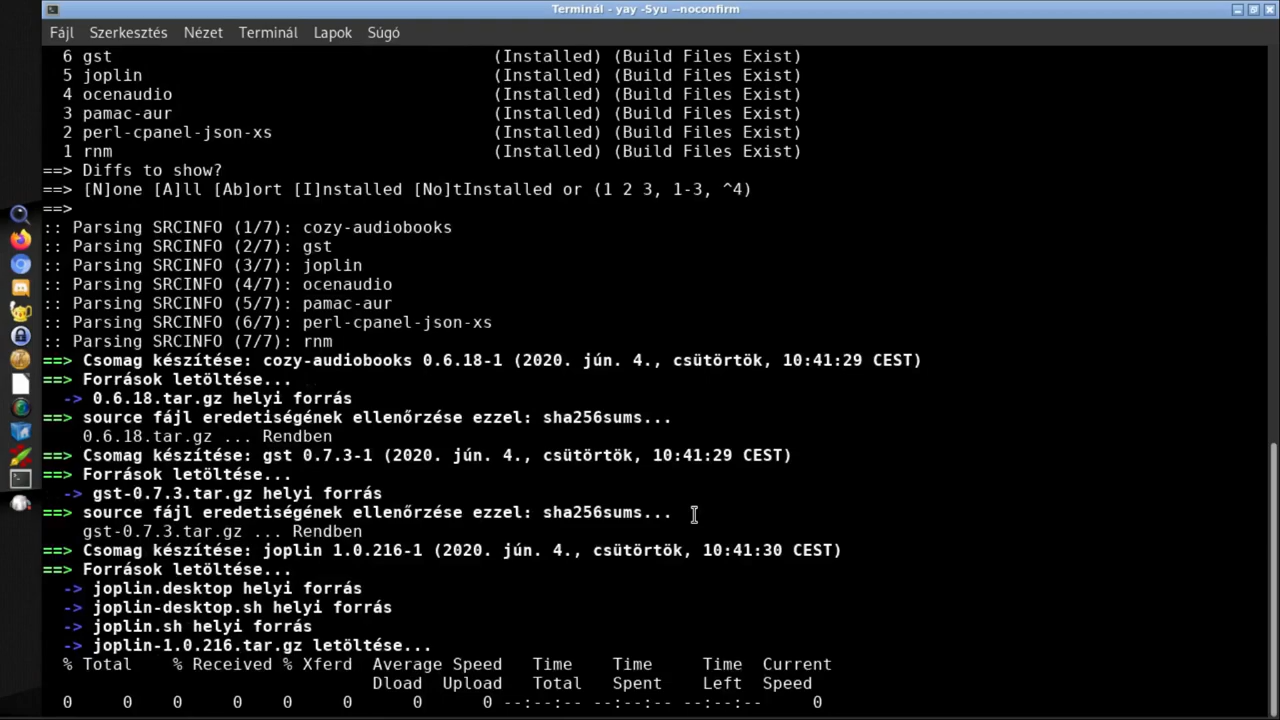 Terminál - yay -Syu --noconfirm
Fájl Szerkesztés Nézet Terminál Lapok Súgó
6 gst (Installed) (Build Files Exist)
5 joplin (Installed) (Build Files Exist)
4 ocenaudio (Installed) (Build Files Exist)
3 pamac-aur (Installed) (Build Files Exist)
2 perl-cpanel-json-xs (Installed) (Build Files Exist)
1 rnm (Installed) (Build Files Exist)
==> Diffs to show?
==> [N]one [A]ll [Ab]ort [I]nstalled [No]tInstalled or (1 2 3, 1-3, ^4)
==>
:: Parsing SRCINFO (1/7): cozy-audiobooks
:: Parsing SRCINFO (2/7): gst
:: Parsing SRCINFO (3/7): joplin
:: Parsing SRCINFO (4/7): ocenaudio
:: Parsing SRCINFO (5/7): pamac-aur
:: Parsing SRCINFO (6/7): perl-cpanel-json-xs
:: Parsing SRCINFO (7/7): rnm
==> Csomag készítése: cozy-audiobooks 0.6.18-1 (2020. jún. 4., csütörtök, 10:41:29 CEST)
==> Források letöltése...
-> 0.6.18.tar.gz helyi forrás
==> source fájl eredetiségének ellenőrzése ezzel: sha256sums...
0.6.18.tar.gz ... Rendben
==> Csomag készítése: gst 0.7.3-1 (2020. jún. 4., csütörtök, 10:41:29 CEST)
==> Források letöltése...
-> gst-0.7.3.tar.gz helyi forrás
==> source fájl eredetiségének ellenőrzése ezzel: sha256sums...
gst-0.7.3.tar.gz ... Rendben
==> Csomag készítése: joplin 1.0.216-1 (2020. jún. 4., csütörtök, 10:41:30 CEST)
==> Források letöltése...
-> joplin.desktop helyi forrás
-> joplin-desktop.sh helyi forrás
-> joplin.sh helyi forrás
-> joplin-1.0.216.tar.gz letöltése...
% Total % Received % Xferd Average Speed Time Time Time Current
Dload Upload Total Spent Left Speed
0 0 0 0 0 0 0 0 --:--:-- --:--:-- --:--:-- 0